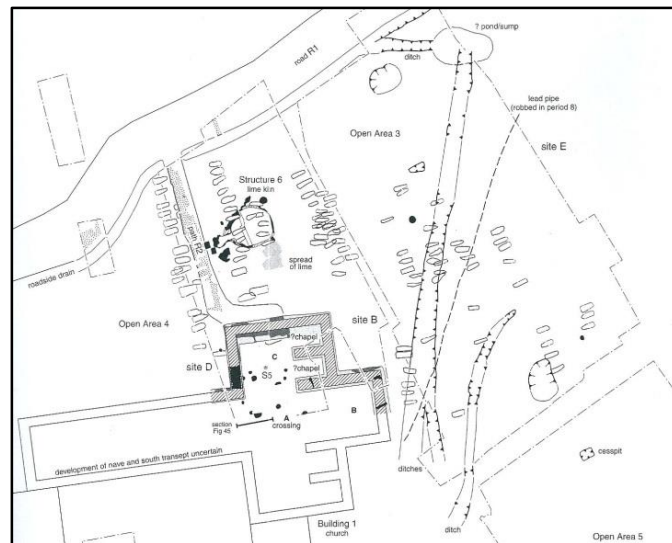 ? pond/sump
road R1
ditch
lead pipe
(robbed in period 8)
Open Area 3
site E
Structure 6
lime kiln
path R2
spread
of lime
roadside drain
Open Area 4
site B
?chapel
site D
C
?chapel
S5
A
B
section
Fig 45
crossing
development of nave and south transept uncertain
cesspit
ditches
ditch
Building 1
church
Open Area 5